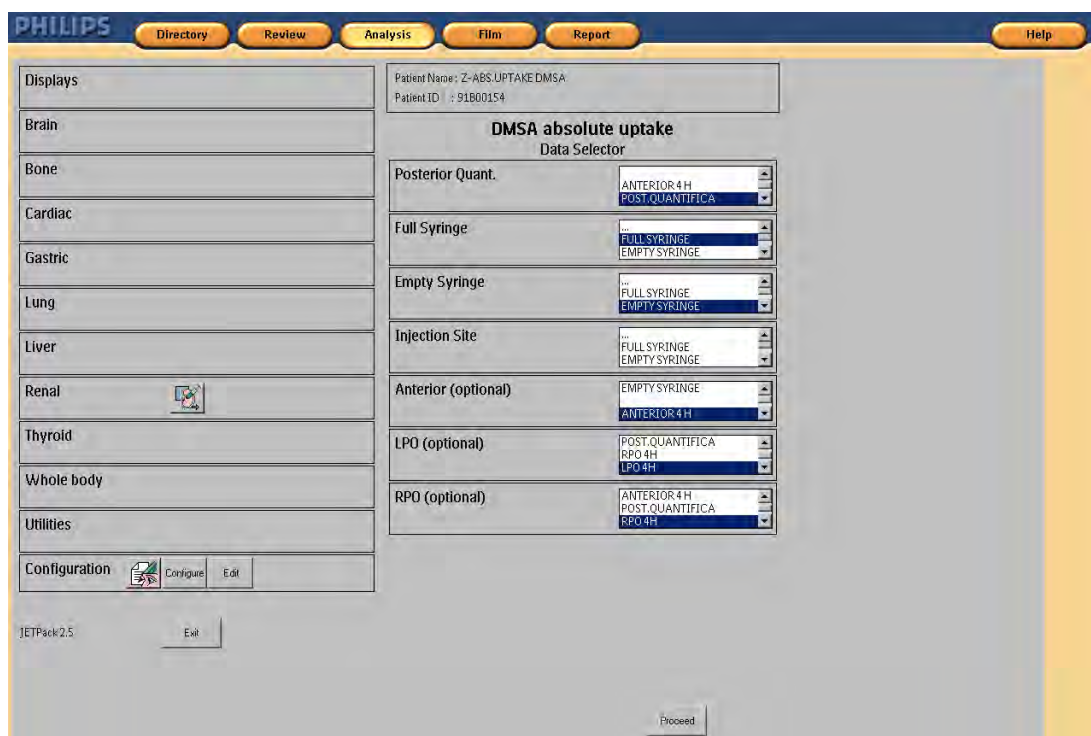 PHILIPS
Directory
Review
Analysis
Film
Report
Help
Displays
Brain
Bone
Cardiac
Gastric
Lung
Liver
Renal
Thyroid
Whole body
Utilities
Configuration
Configure
Edit
JETPack 2.5
Exit
Patient Name : Z-ABS.UPTAKE DMSA
Patient ID : 91B00154
DMSA absolute uptake
Data Selector
Posterior Quant.
ANTERIOR 4 H
POST.QUANTIFICA
Full Syringe
...
FULL SYRINGE
EMPTY SYRINGE
Empty Syringe
...
FULL SYRINGE
EMPTY SYRINGE
Injection Site
...
FULL SYRINGE
EMPTY SYRINGE
Anterior (optional)
EMPTY SYRINGE
ANTERIOR 4 H
LPO (optional)
POST.QUANTIFICA
RPO 4H
LPO 4H
RPO (optional)
ANTERIOR 4 H
POST.QUANTIFICA
RPO 4H
Proceed